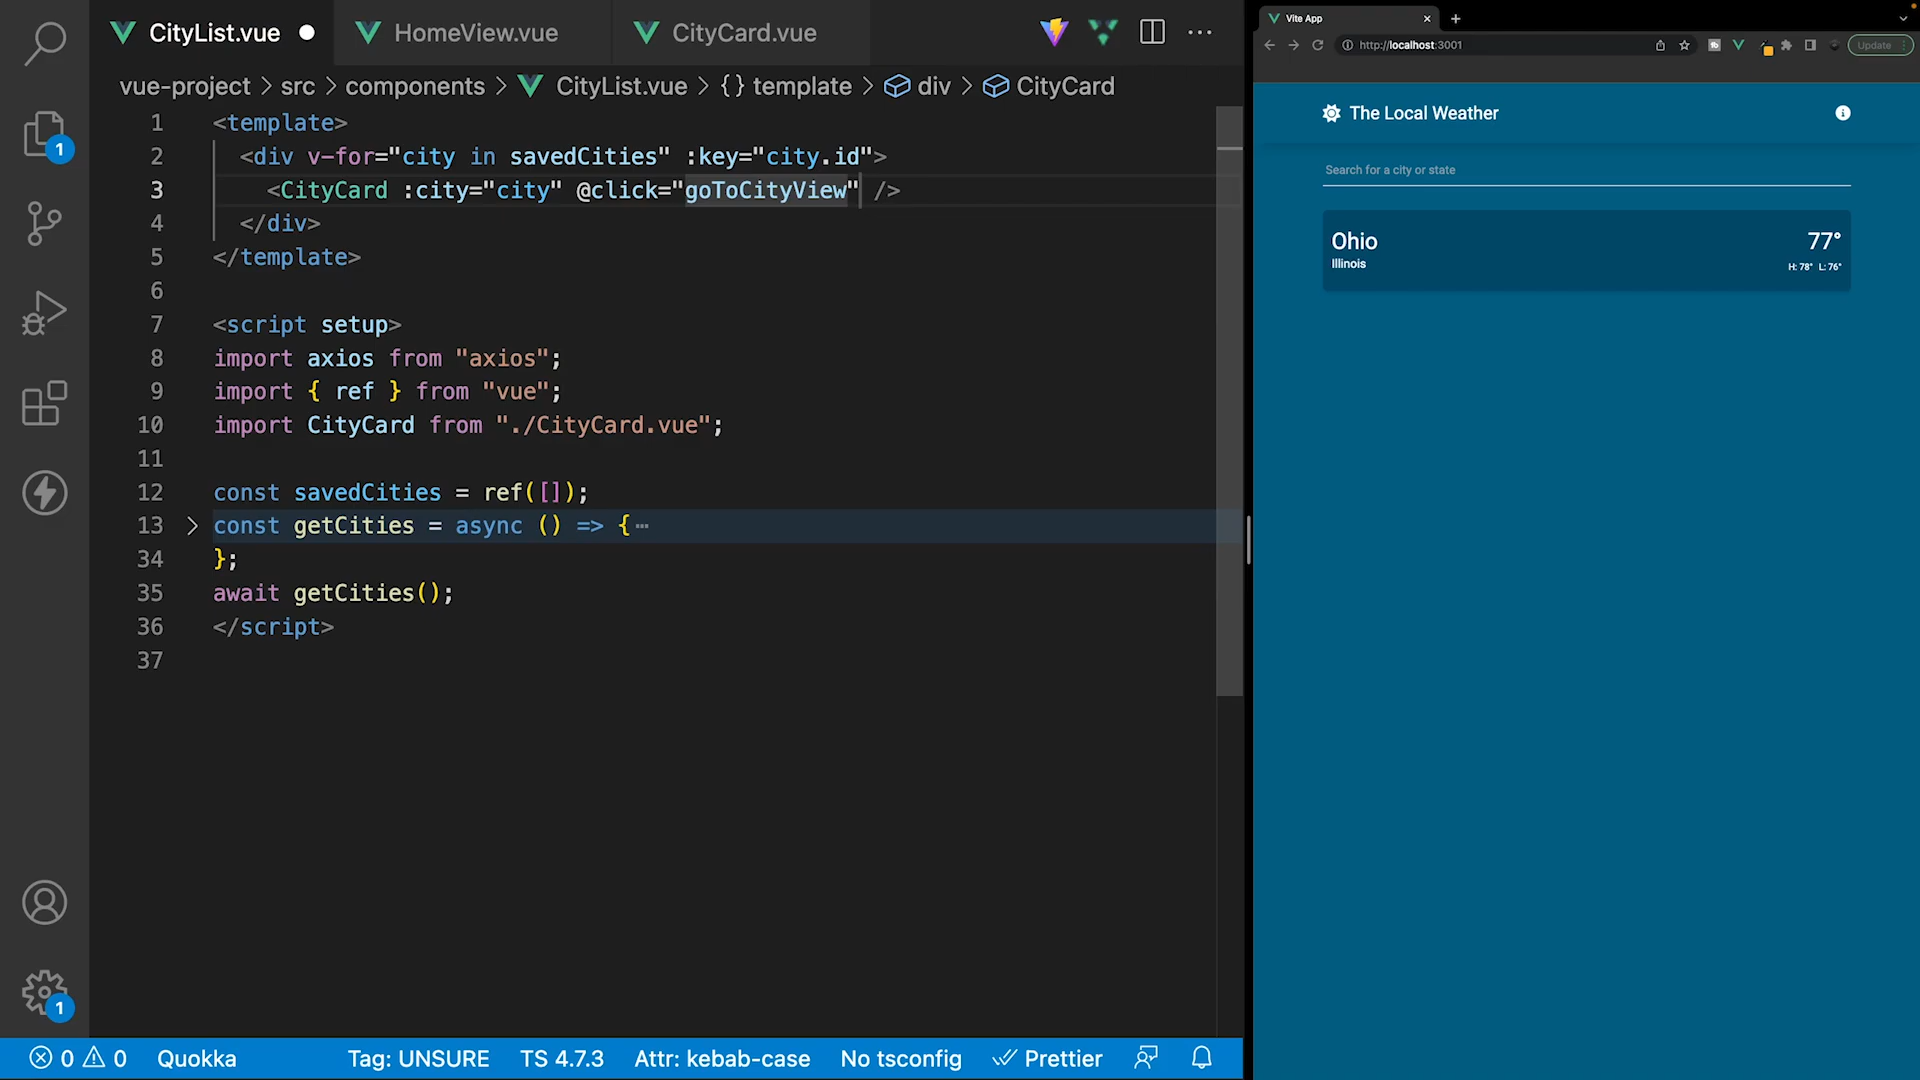 CityList.vue
HomeView.vue
CityCard.vue
vue-project > src > components > CityList.vue > {} template > div > CityCard
1 <template>
2 <div v-for="city in savedCities" :key="city.id">
3 <CityCard :city="city" @click="goToCityView" />
4 </div>
5 </template>
6
7 <script setup>
8 import axios from "axios";
9 import { ref } from "vue";
10 import CityCard from "./CityCard.vue";
11
12 const savedCities = ref([]);
13 const getCities = async () => {…
34 };
35 await getCities();
36 </script>
37
1
1
0 0 Quokka Tag: UNSURE TS 4.7.3 Attr: kebab-case No tsconfig Prettier
Vite App
http://localhost:3001
Update
The Local Weather
Search for a city or state
Ohio 77°
Illinois H: 78° L: 76°